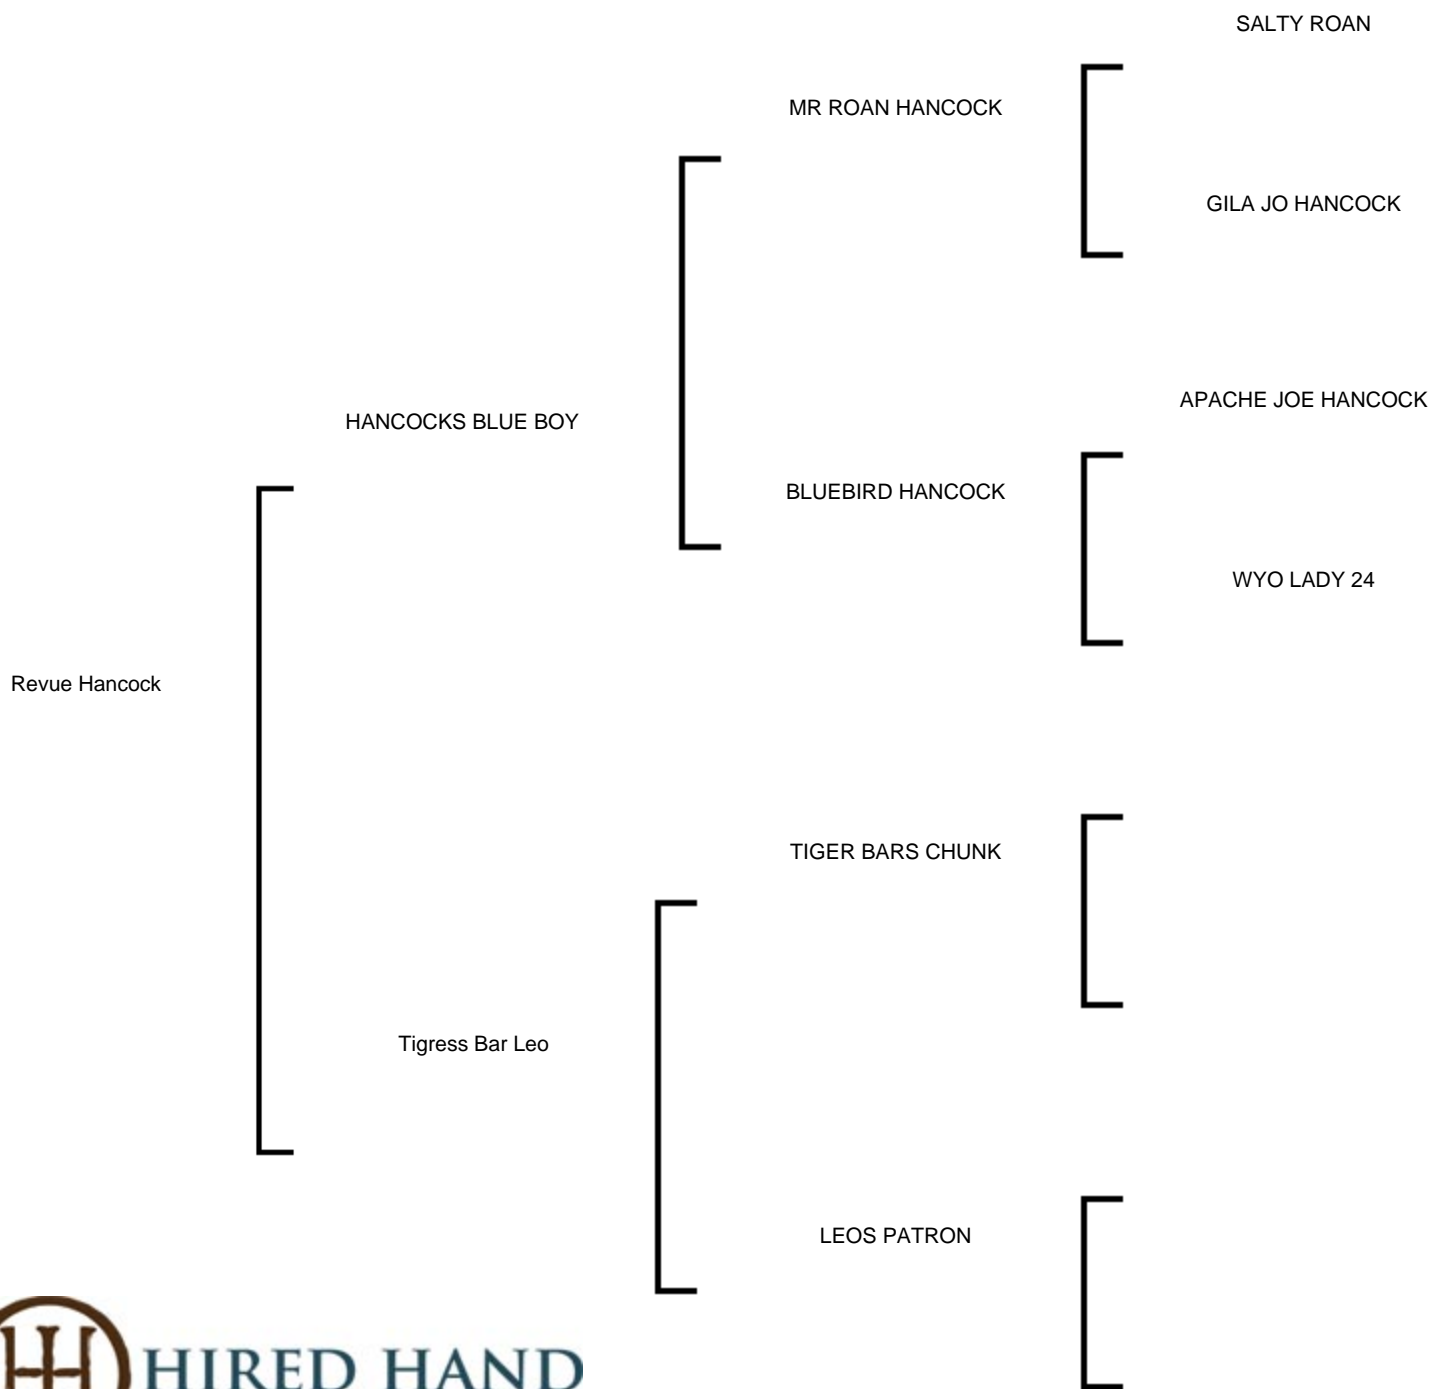 SALTY ROAN
MR ROAN HANCOCK
GILA JO HANCOCK
APACHE JOE HANCOCK
HANCOCKS BLUE BOY
BLUEBIRD HANCOCK
WYO LADY 24
Revue Hancock
TIGER BARS CHUNK
Tigress Bar Leo
LEOS PATRON
HIRED HAND